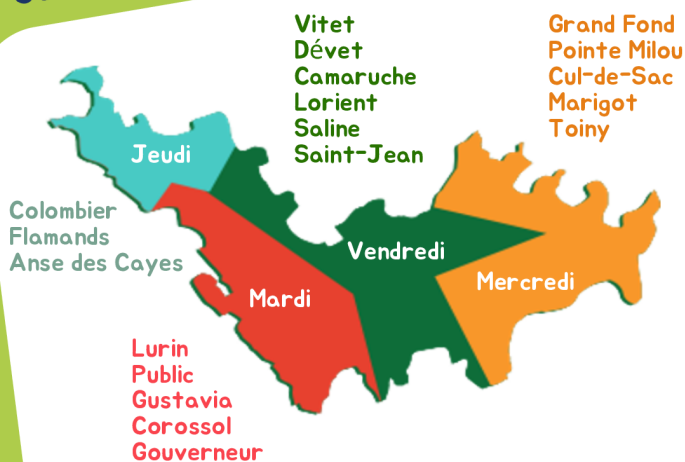 Vitet
Dévet
Camaruche
Lorient
Saline
Saint-Jean
Grand Fond
Pointe Milou
Cul-de-Sac
Marigot
Toiny
Jeudi
Colombier
Flamands
Anse des Cayes
Vendredi
Mercredi
Mardi
Lurin
Public
Gustavia
Corossol
Gouverneur